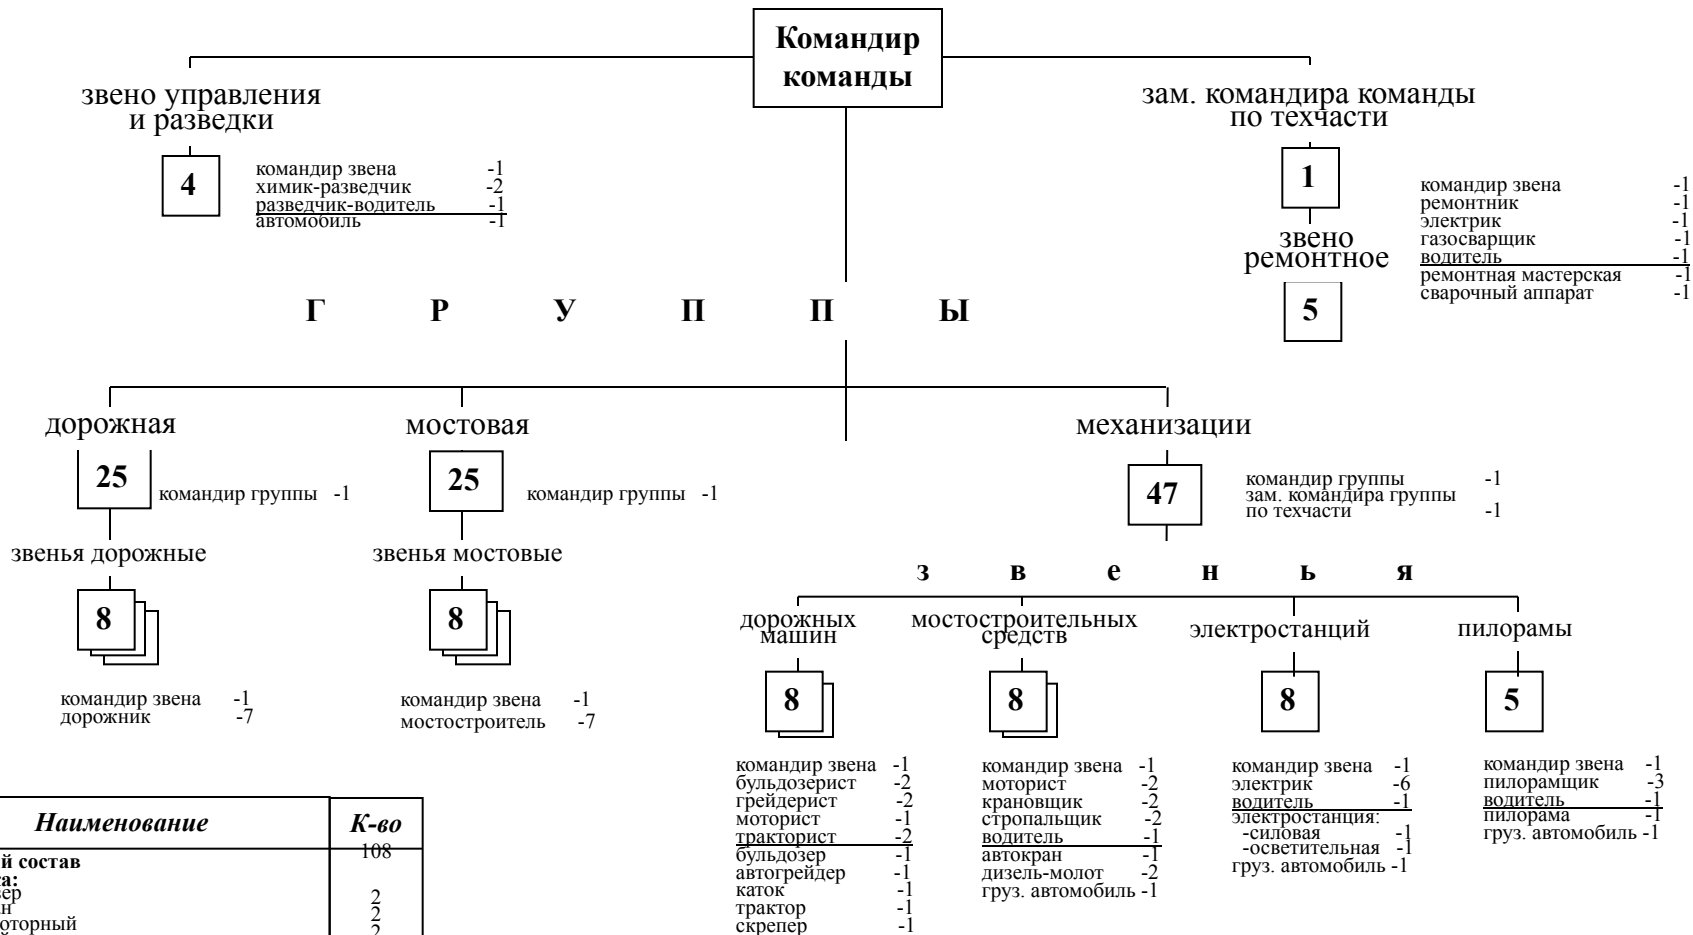 Командир
команды
звено управления
и разведки
4
командир звена -1
химик-разведчик -2
разведчик-водитель -1
автомобиль -1
зам. командира команды
по техчасти
1
звено
ремонтное
5
командир звена -1
ремонтник -1
электрик -1
газосварщик -1
водитель -1
ремонтная мастерская -1
сварочный аппарат -1
Г Р У П П Ы
дорожная
25
командир группы -1
звенья дорожные
8
командир звена -1
дорожник -7
мостовая
25
командир группы -1
звенья мостовые
8
командир звена -1
мостостроитель -7
механизации
47
командир группы -1
зам. командира группы
по техчасти -1
з в е н ь я
дорожных
машин
8
командир звена -1
бульдозерист -2
грейдерист -2
моторист -1
тракторист -2
бульдозер -1
автогрейдер -1
каток -1
трактор -1
скрепер -1
мостостроительных
средств
8
командир звена -1
моторист -2
крановщик -2
стропальщик -2
водитель -1
автокран -1
дизель-молот -2
груз. автомобиль -1
электростанций
8
командир звена -1
электрик -6
водитель -1
электростанция:
-силовая -1
-осветительная -1
груз. автомобиль -1
пилорамы
5
командир звена -1
пилорамщик -3
водитель -1
пилорама -1
груз. автомобиль -1
Наименование К-во
й состав 108
а:
ер 2
н 2
оторный 2